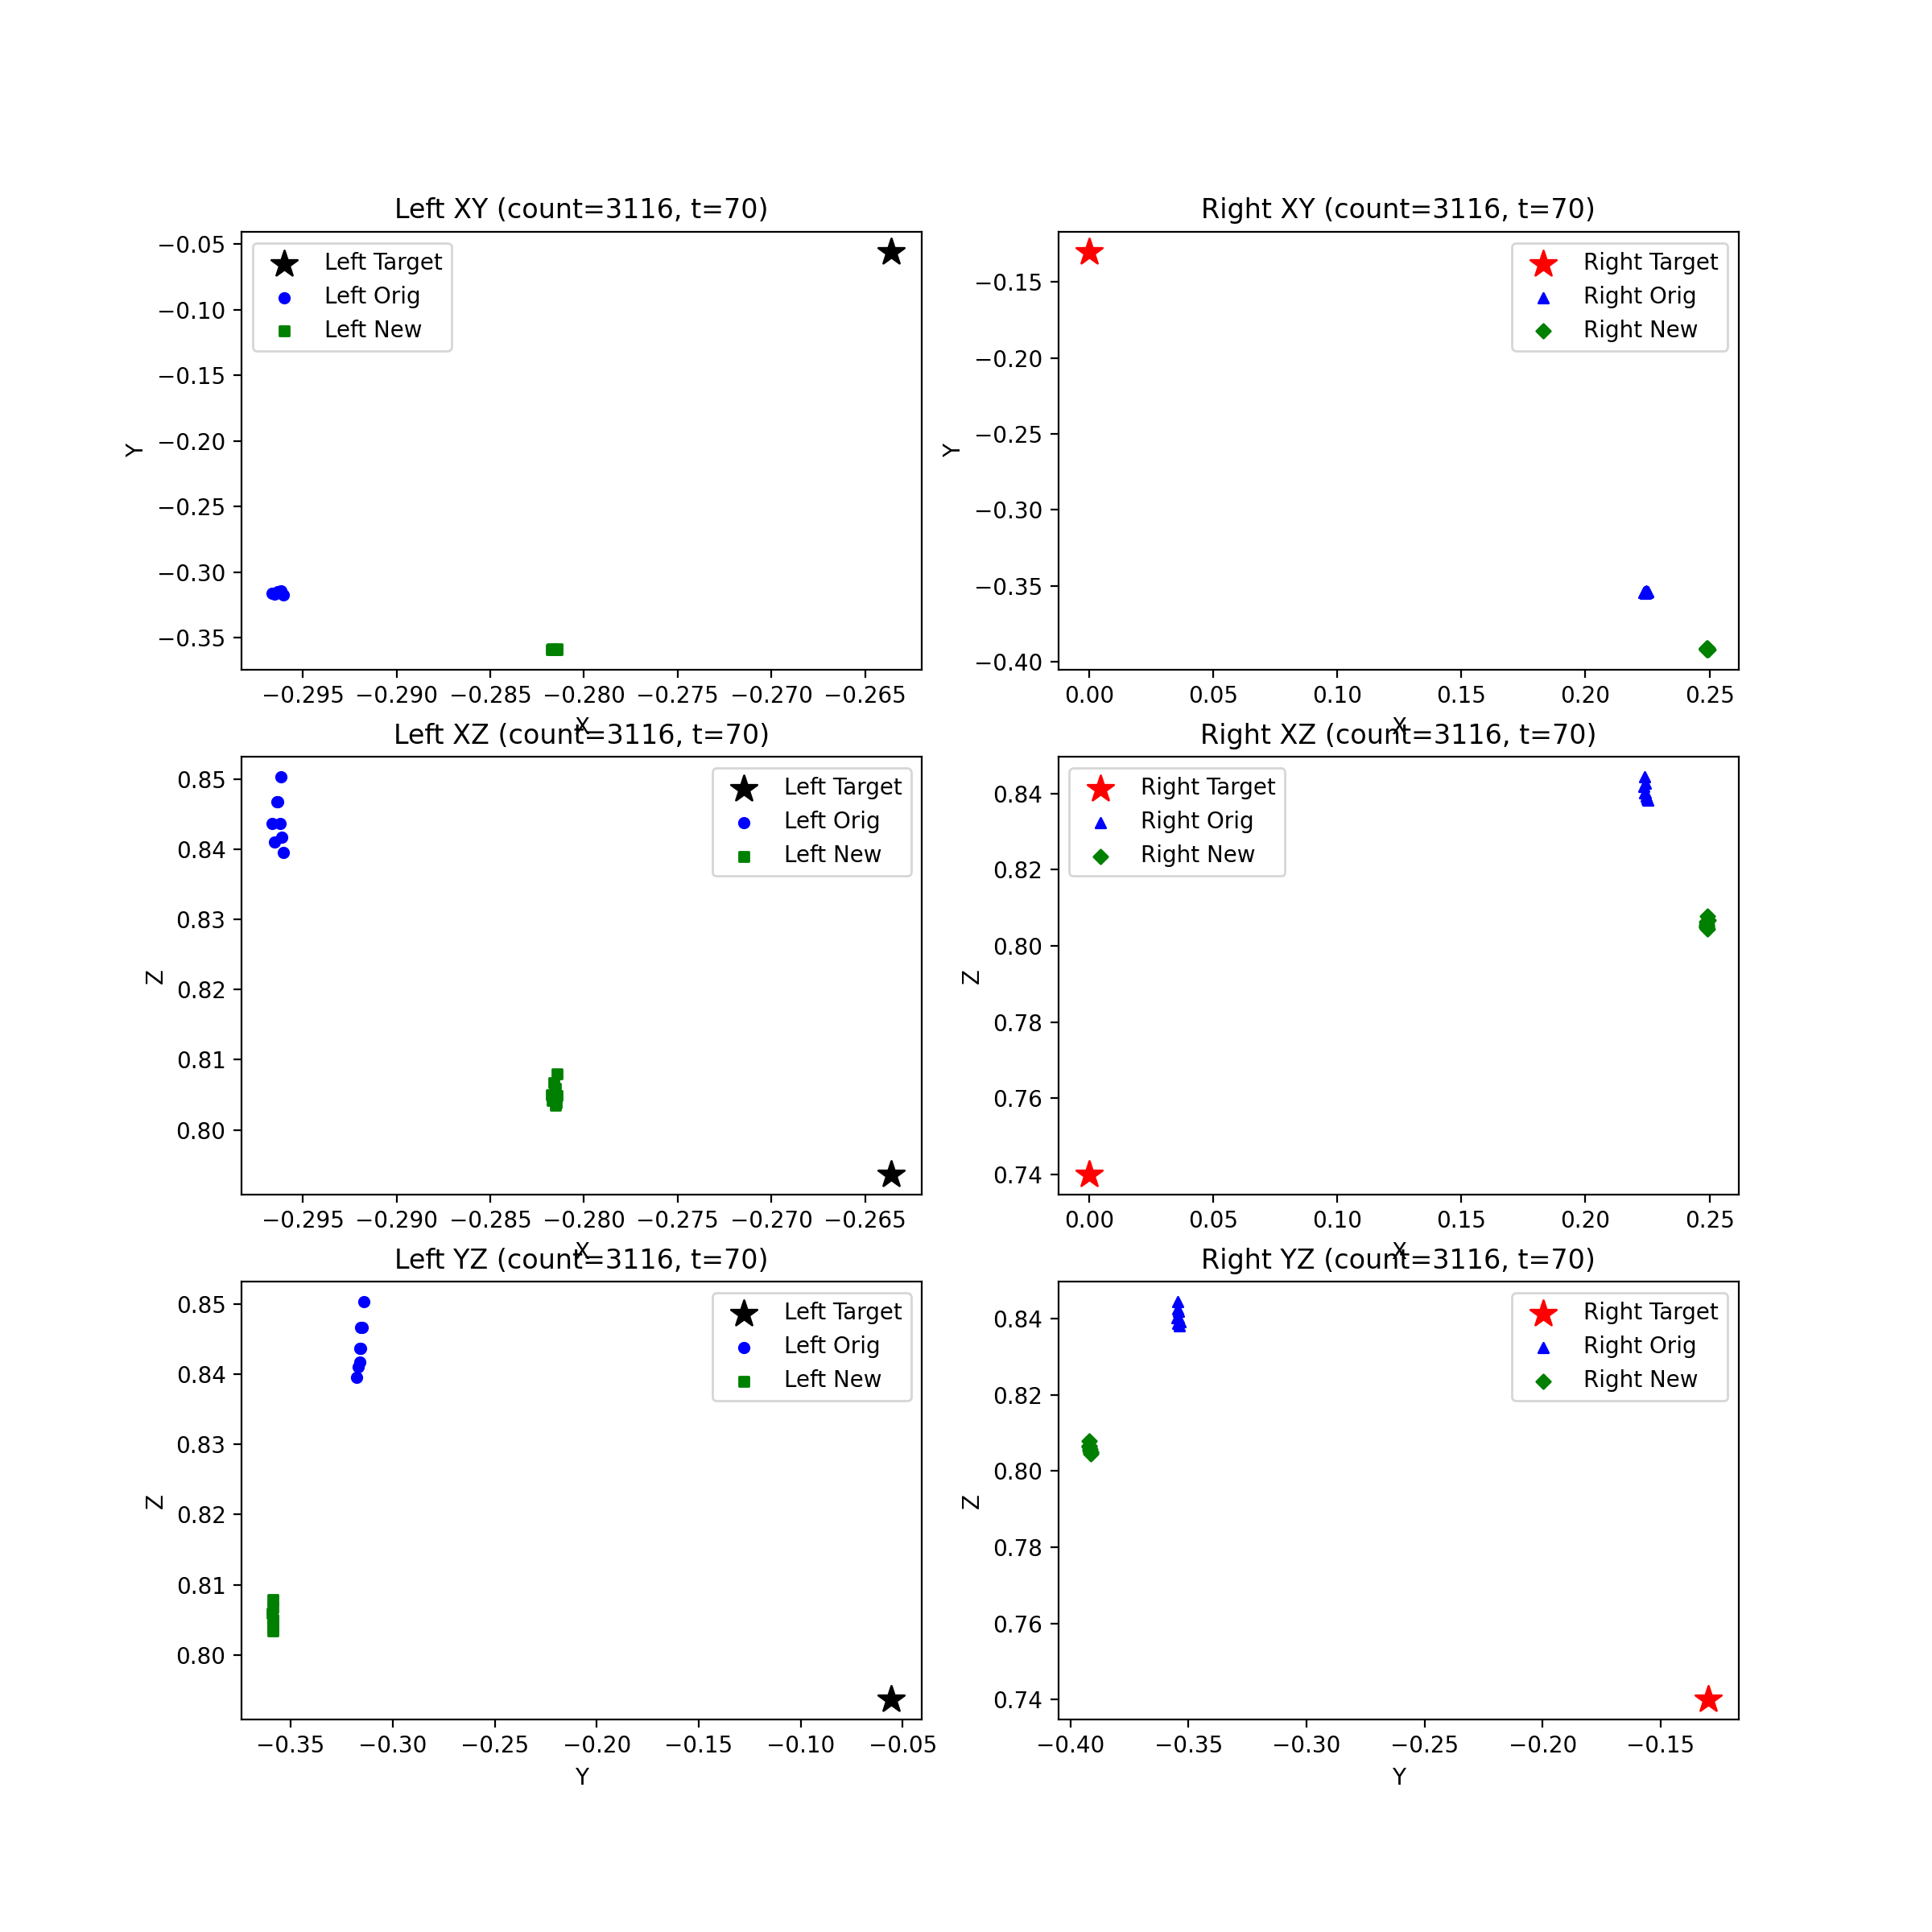 Left XY (count=3116, t=70)
−0.05
−0.10
−0.15
−0.20
−0.25
−0.30
−0.35
Y
Left Target
Left Orig
Left New
−0.295 −0.290 −0.285 −0.280 −0.275 −0.270 −0.265
X
Right XY (count=3116, t=70)
−0.15
−0.20
−0.25
−0.30
−0.35
−0.40
Y
Right Target
Right Orig
Right New
0.00 0.05 0.10 0.15 0.20 0.25
X
Left XZ (count=3116, t=70)
0.85
0.84
0.83
0.82
0.81
0.80
Z
Left Target
Left Orig
Left New
−0.295 −0.290 −0.285 −0.280 −0.275 −0.270 −0.265
X
Right XZ (count=3116, t=70)
0.84
0.82
0.80
0.78
0.76
0.74
Z
Right Target
Right Orig
Right New
0.00 0.05 0.10 0.15 0.20 0.25
X
Left YZ (count=3116, t=70)
0.85
0.84
0.83
0.82
0.81
0.80
Z
Left Target
Left Orig
Left New
−0.35 −0.30 −0.25 −0.20 −0.15 −0.10 −0.05
Y
Right YZ (count=3116, t=70)
0.84
0.82
0.80
0.78
0.76
0.74
Z
Right Target
Right Orig
Right New
−0.40 −0.35 −0.30 −0.25 −0.20 −0.15
Y